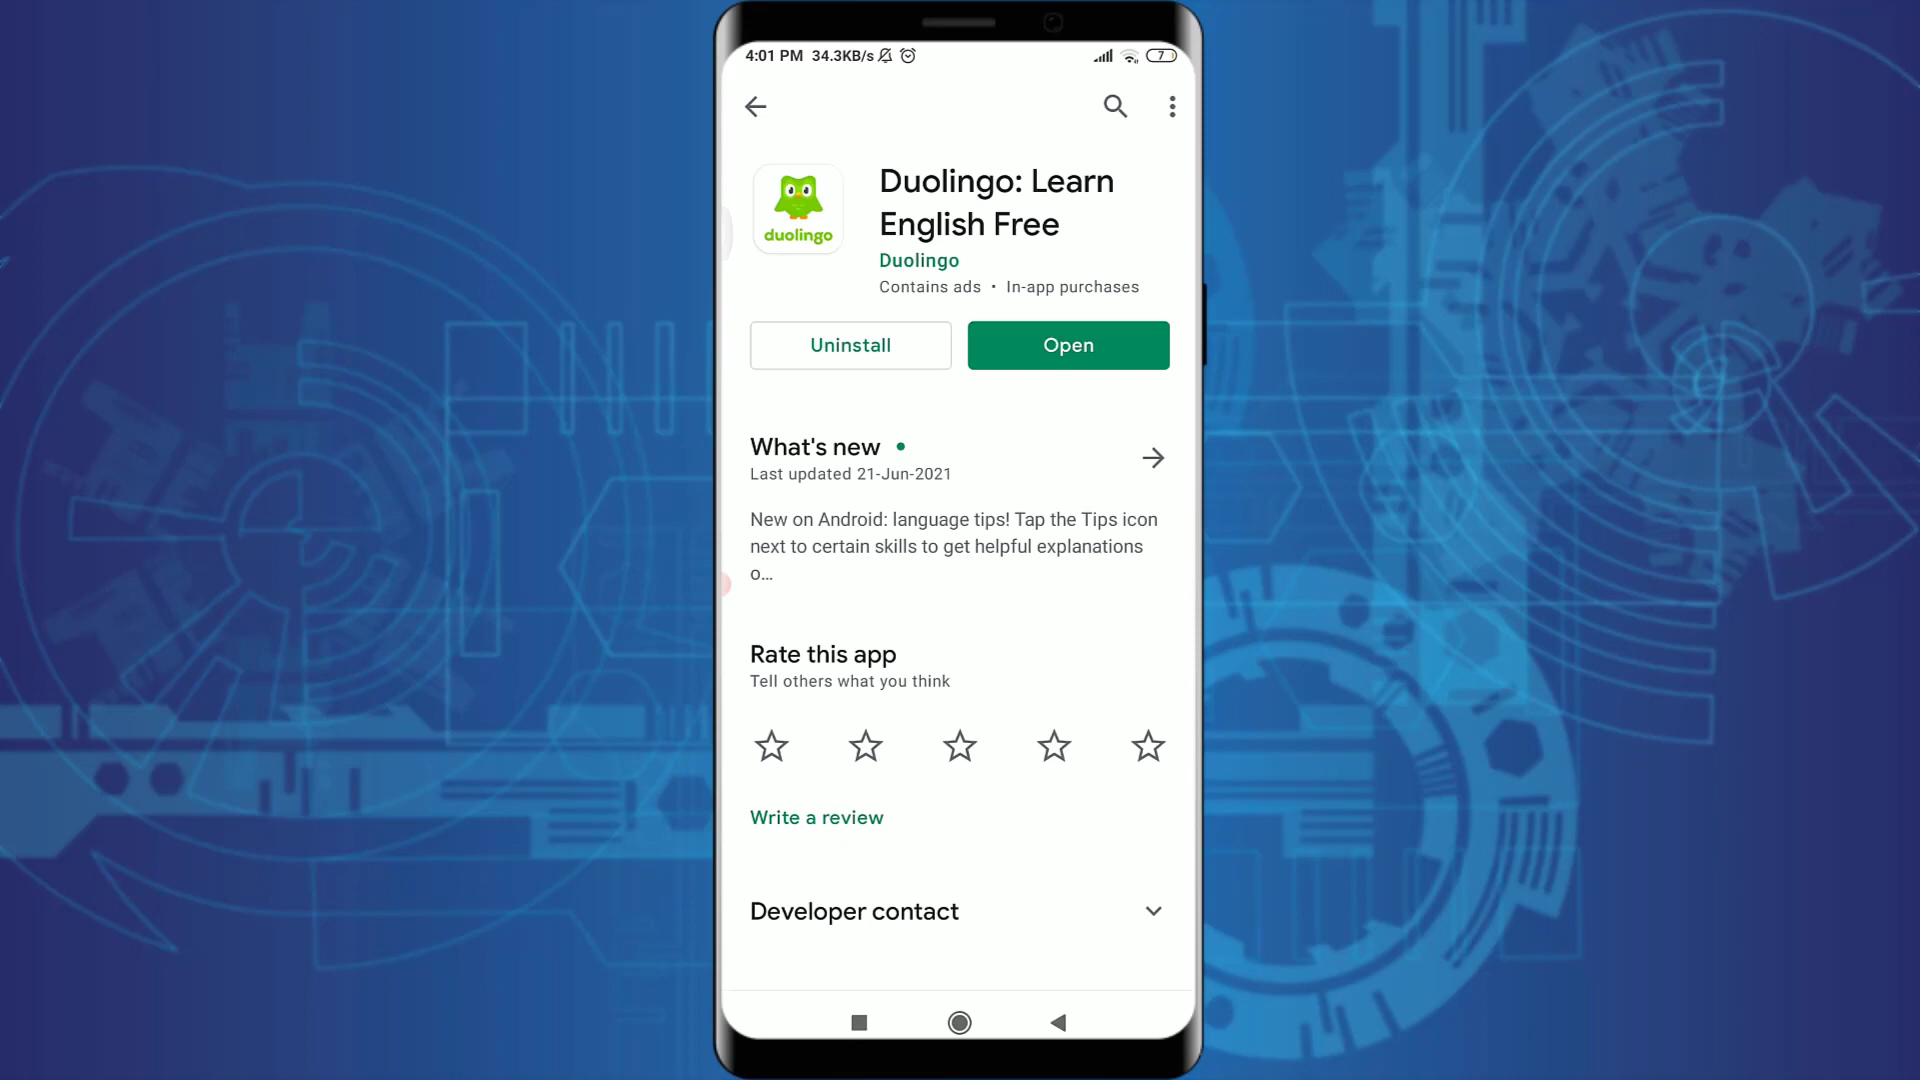 4:01 PM 34.3KB/s
7
duolingo
Duolingo: Learn
English Free
Duolingo
Contains ads • In-app purchases
Uninstall
Open
What's new
Last updated 21-Jun-2021
New on Android: language tips! Tap the Tips icon
next to certain skills to get helpful explanations
o...
Rate this app
Tell others what you think
Write a review
Developer contact